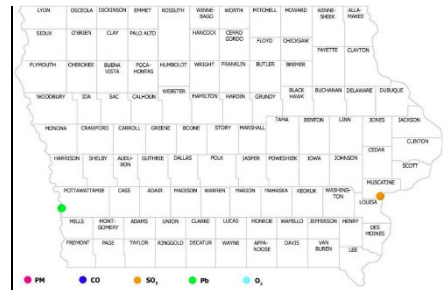 LYON OSCEOLA DICKINSON EMMET KOSSUTH WINNE-BAGO WORTH MITCHELL HOWARD WINNE-SHEEK ALLA-MAKEE
SIOUX O'BRIEN CLAY PALO ALTO HANCOCK CERRO GORDO FLOYD CHICKSAW
FAYETTE CLAYTON
PLYMOUTH CHEROKEE BUENA VISTA POCA-HONTAS HUMBOLDT WRIGHT FRANKLIN BUTLER BREMER
WOODBURY IDA SAC CALHOUN WEBSTER HAMILTON HARDIN GRUNDY BLACK HAWK BUCHANAN DELAWARE DUBUQUE
TAMA BENTON LINN JONES JACKSON
MONONA CRAWFORD CARROLL GREENE BOONE STORY MARSHALL
CEDAR CLINTON
HARRISON SHELBY AUDU-BON GUTHRIE DALLAS POLK JASPER POWESHIEK IOWA JOHNSON
SCOTT
MUSCATINE
POTTAWATTAMIE CASS ADAIR MADISON WARREN MARION MAHASKA KEOKUK WASHING-TON LOUISA
MILLS MONT-GOMERY ADAMS UNION CLARKE LUCAS MONROE WAPELLO JEFFERSON HENRY DES MOINES
FREMONT PAGE TAYLOR RINGGOLD DECATUR WAYNE APPA-NOOSE DAVIS VAN BUREN LEE
PM CO SO₂ Pb O₃